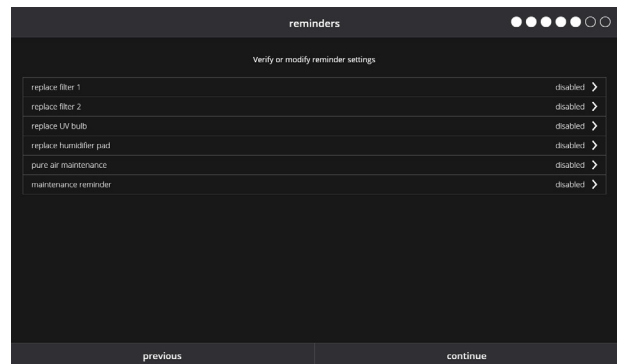 reminders
Verify or modify reminder settings
replace filter 1 disabled
replace filter 2 disabled
replace UV bulb disabled
replace humidifier pad disabled
pure air maintenance disabled
maintenance reminder disabled
previous continue